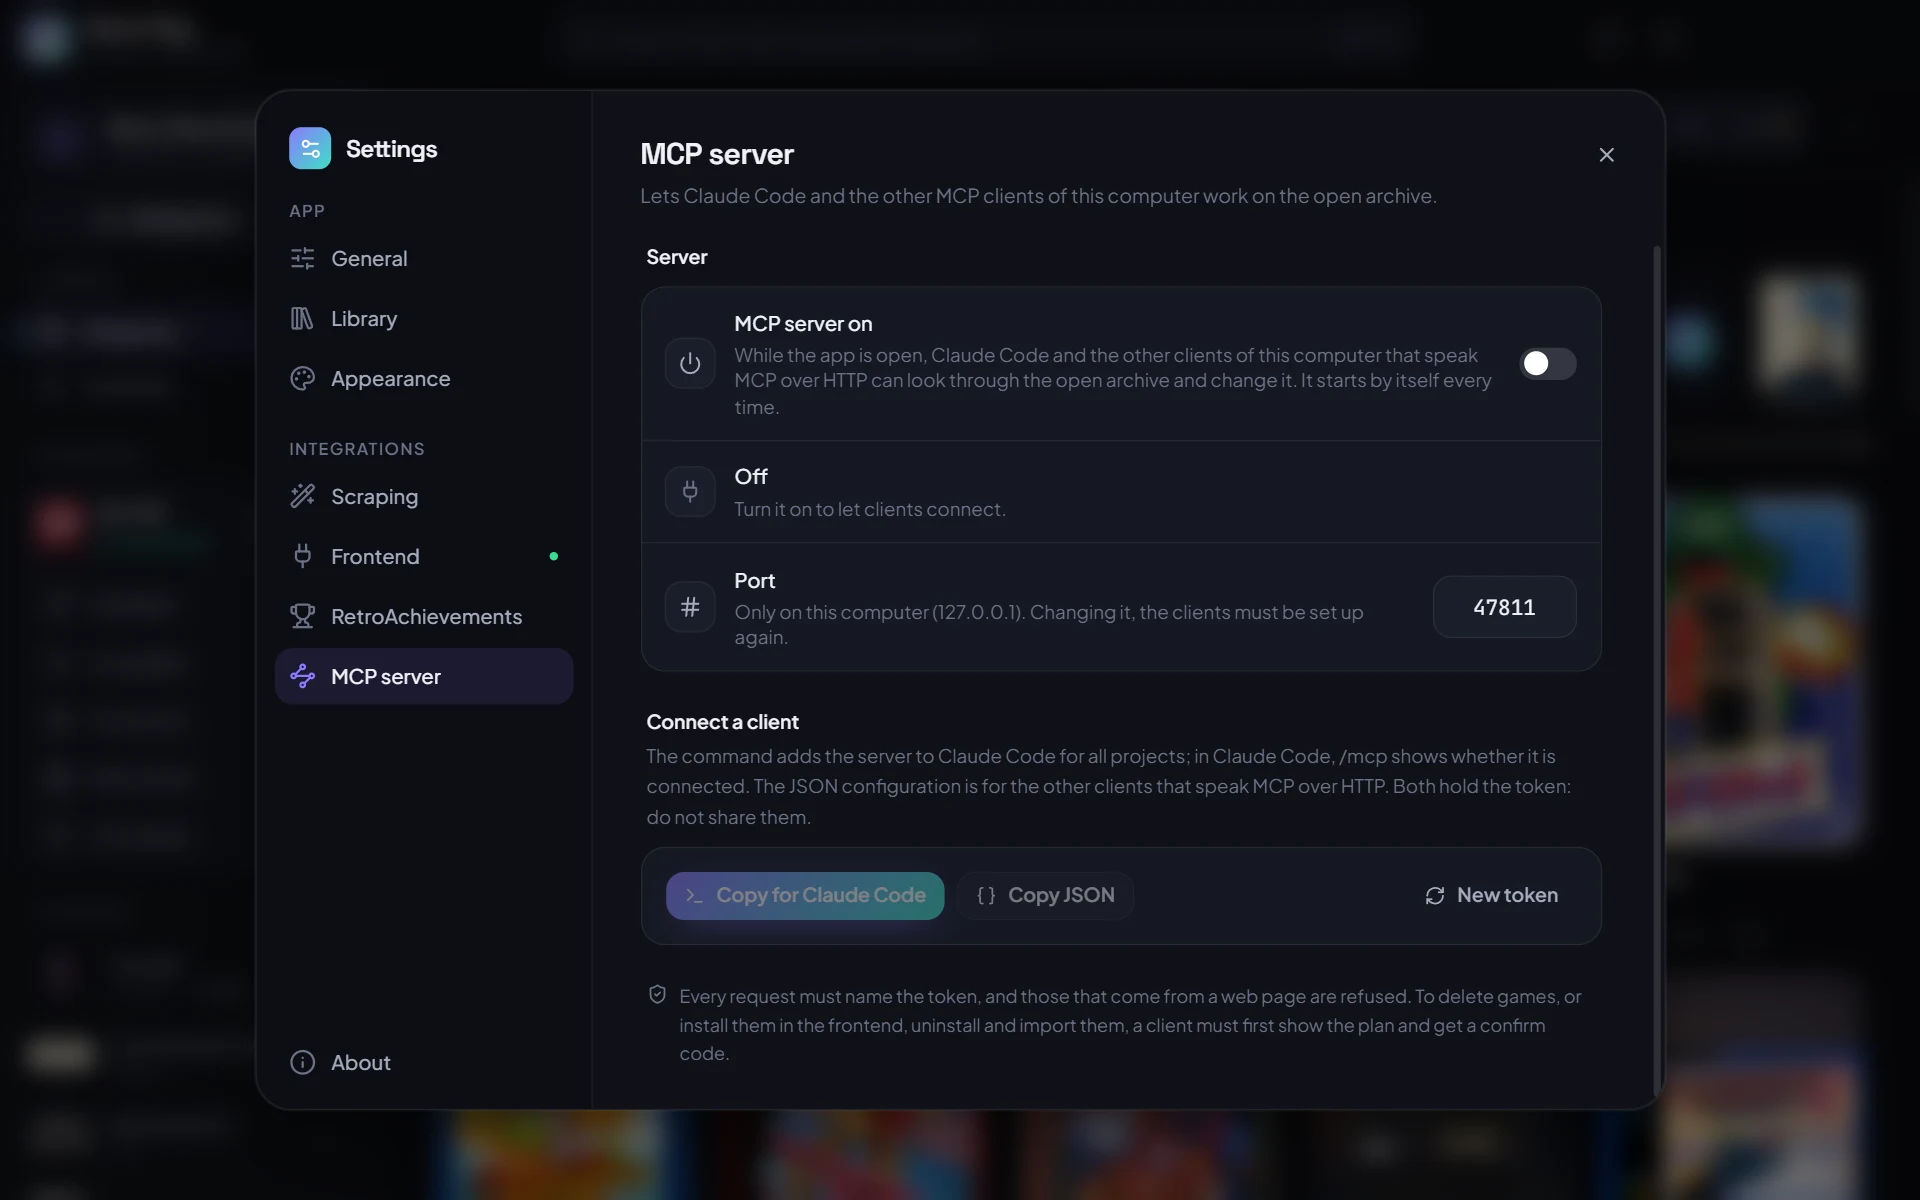 Settings
APP
General
Library
Appearance
INTEGRATIONS
Scraping
Frontend
RetroAchievements
MCP server
About
MCP server
Lets Claude Code and the other MCP clients of this computer work on the open archive.
Server
MCP server on
While the app is open, Claude Code and the other clients of this computer that speak
MCP over HTTP can look through the open archive and change it. It starts by itself every
time.
Off
Turn it on to let clients connect.
Port
Only on this computer (127.0.0.1). Changing it, the clients must be set up
again.
47811
Connect a client
The command adds the server to Claude Code for all projects; in Claude Code, /mcp shows whether it is
connected. The JSON configuration is for the other clients that speak MCP over HTTP. Both hold the token:
do not share them.
Copy for Claude Code
Copy JSON
New token
Every request must name the token, and those that come from a web page are refused. To delete games, or
install them in the frontend, uninstall and import them, a client must first show the plan and get a confirm
code.